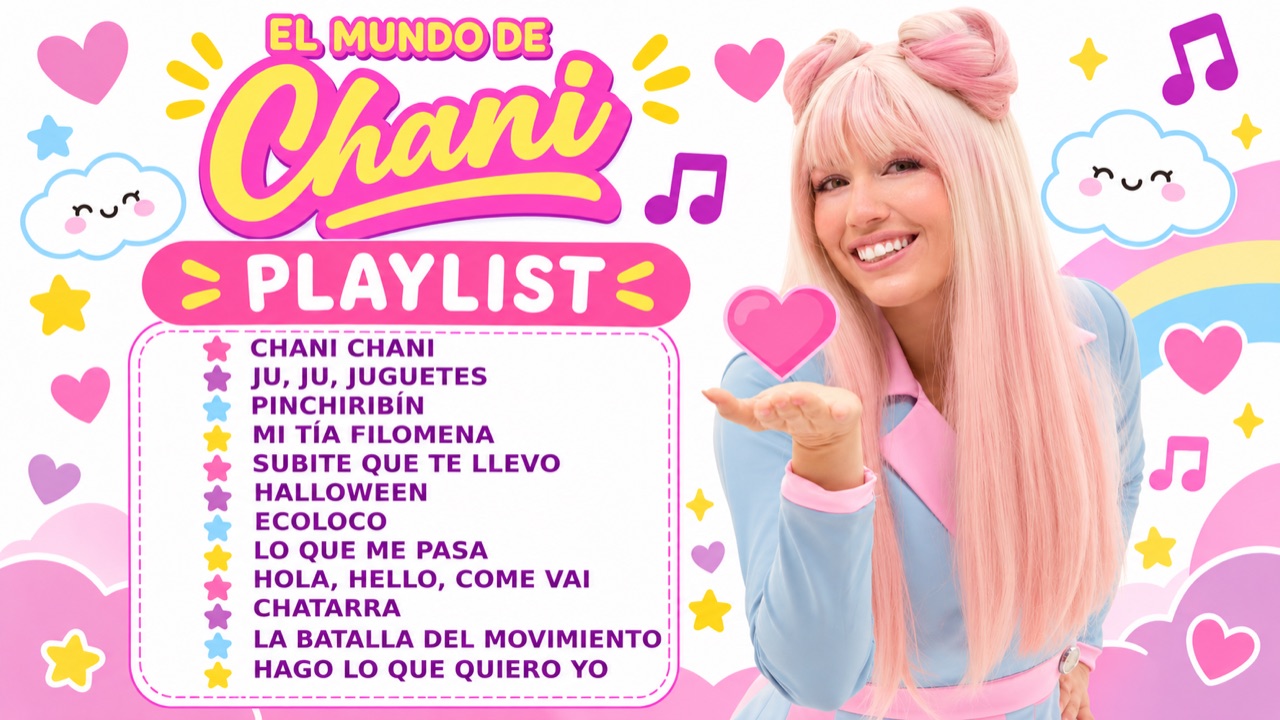 EL MUNDO DE
Chani
PLAYLIST
CHANI CHANI
JU, JU, JUGUETES
PINCHIRIBÍN
MI TÍA FILOMENA
SUBITE QUE TE LLEVO
HALLOWEEN
ECOLOCO
LO QUE ME PASA
HOLA, HELLO, COME VAI
CHATARRA
LA BATALLA DEL MOVIMIENTO
HAGO LO QUE QUIERO YO